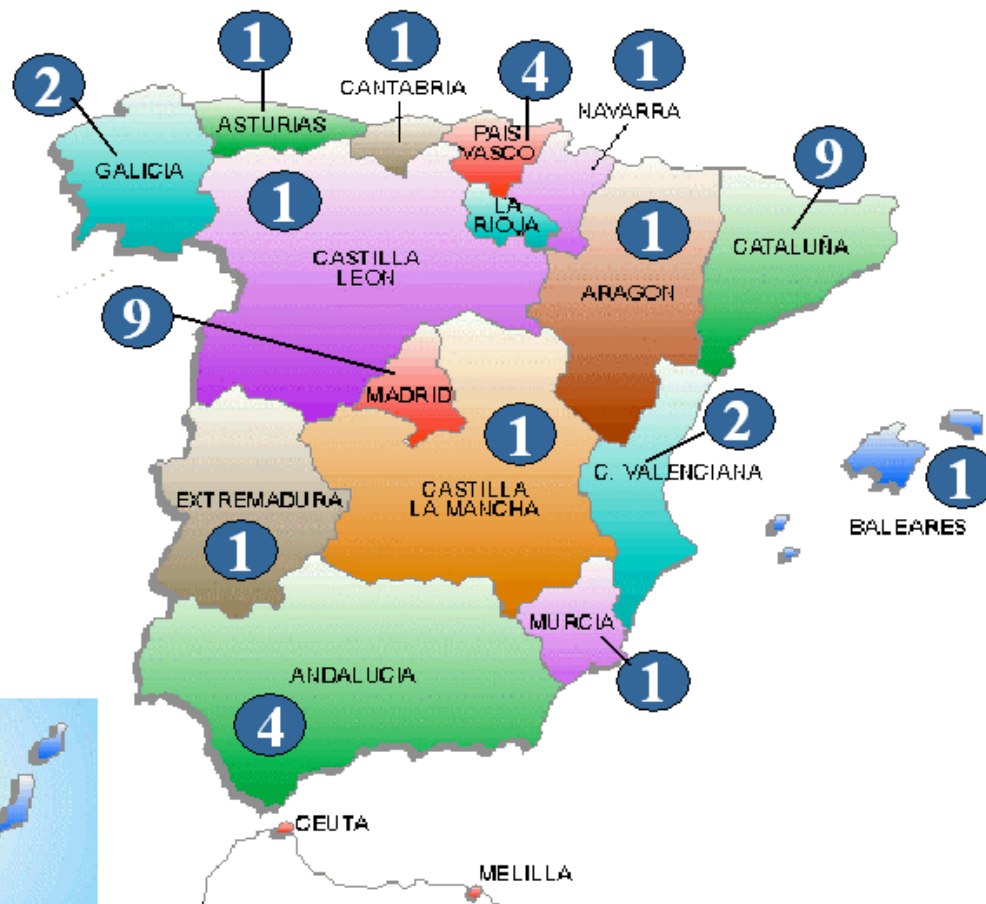 1
1
1
2
4
CANTABRIA
NAVARRA
ASTURIAS
PAIS
VASCO
9
GALICIA
1
LA
RIOJA
1
CATALUÑA
CASTILLA
LEON
ARAGON
9
MADRID
2
1
C. VALENCIANA
1
CASTILLA
LA MANCHA
EXTREMADURA
BALEARES
1
MURCIA
1
ANDALUCIA
4
CEUTA
MELILLA